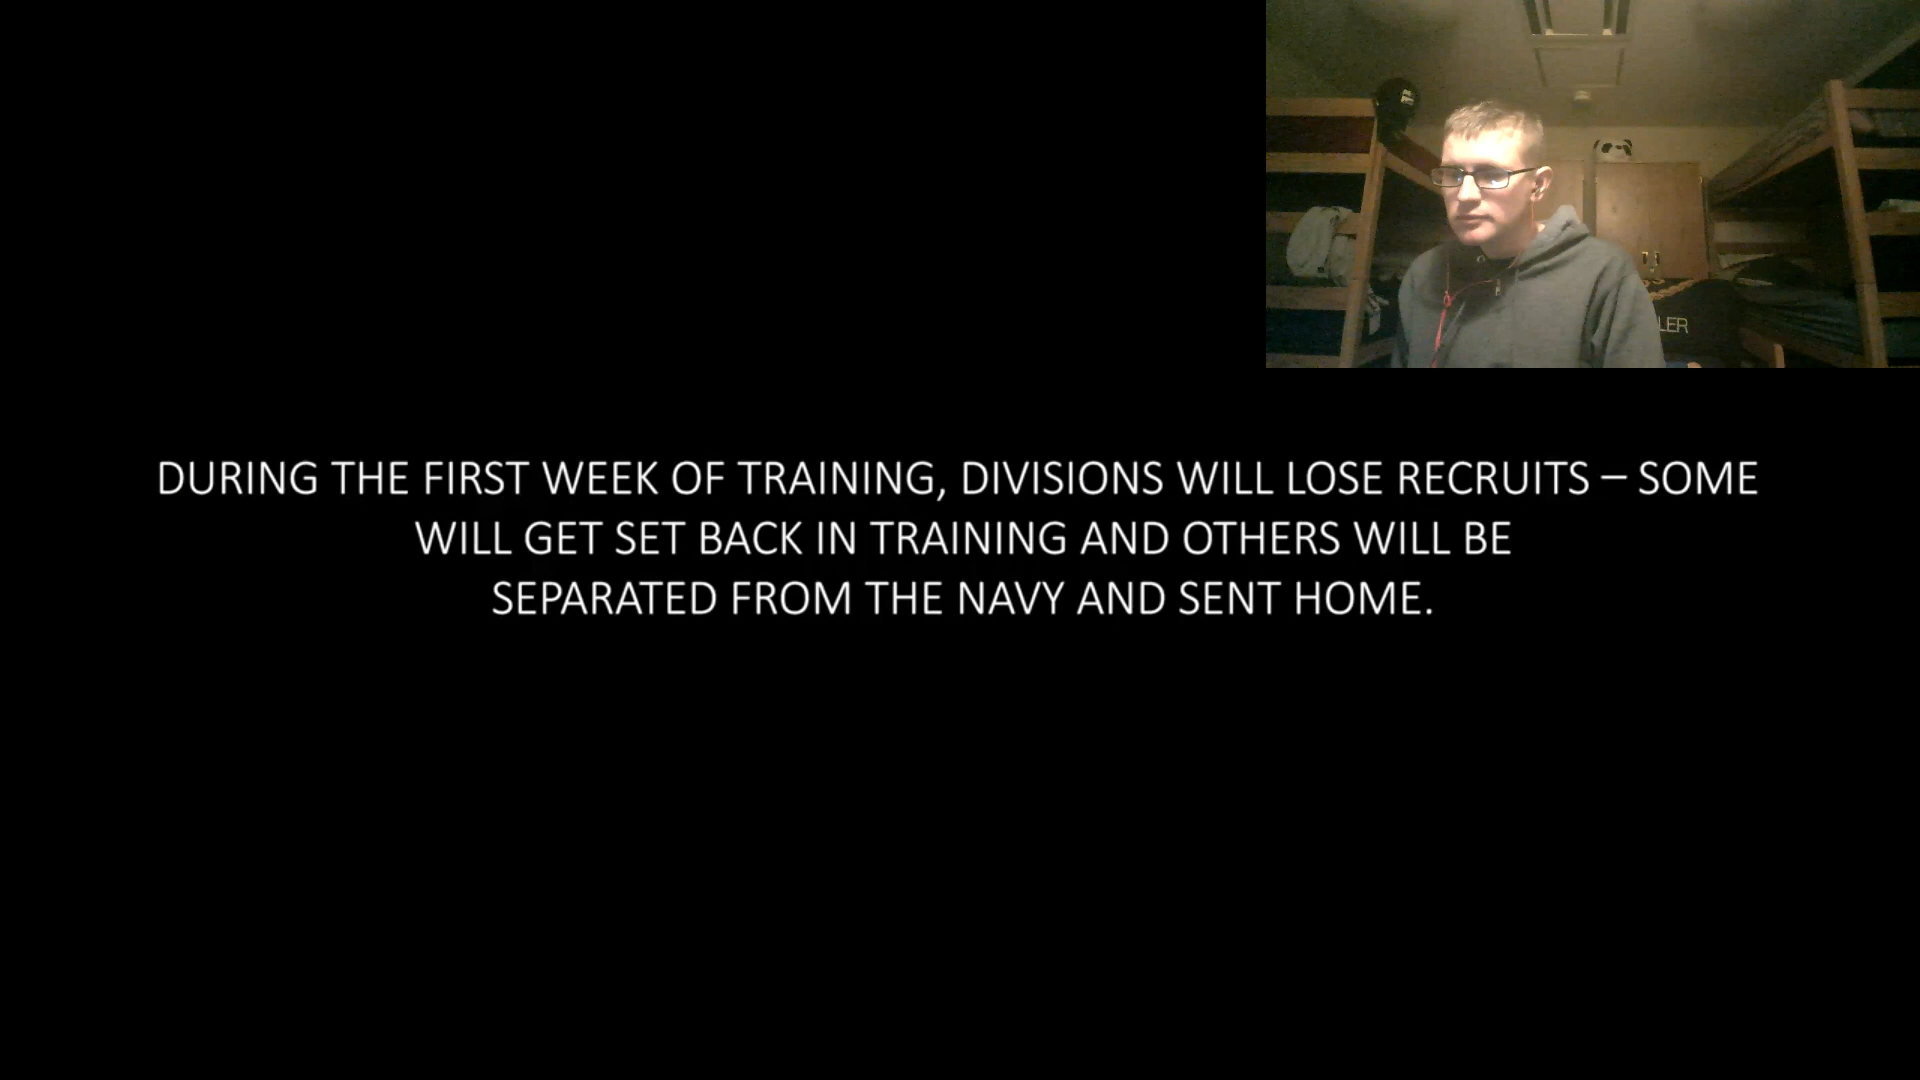 LER
DURING THE FIRST WEEK OF TRAINING, DIVISIONS WILL LOSE RECRUITS – SOME
WILL GET SET BACK IN TRAINING AND OTHERS WILL BE
SEPARATED FROM THE NAVY AND SENT HOME.